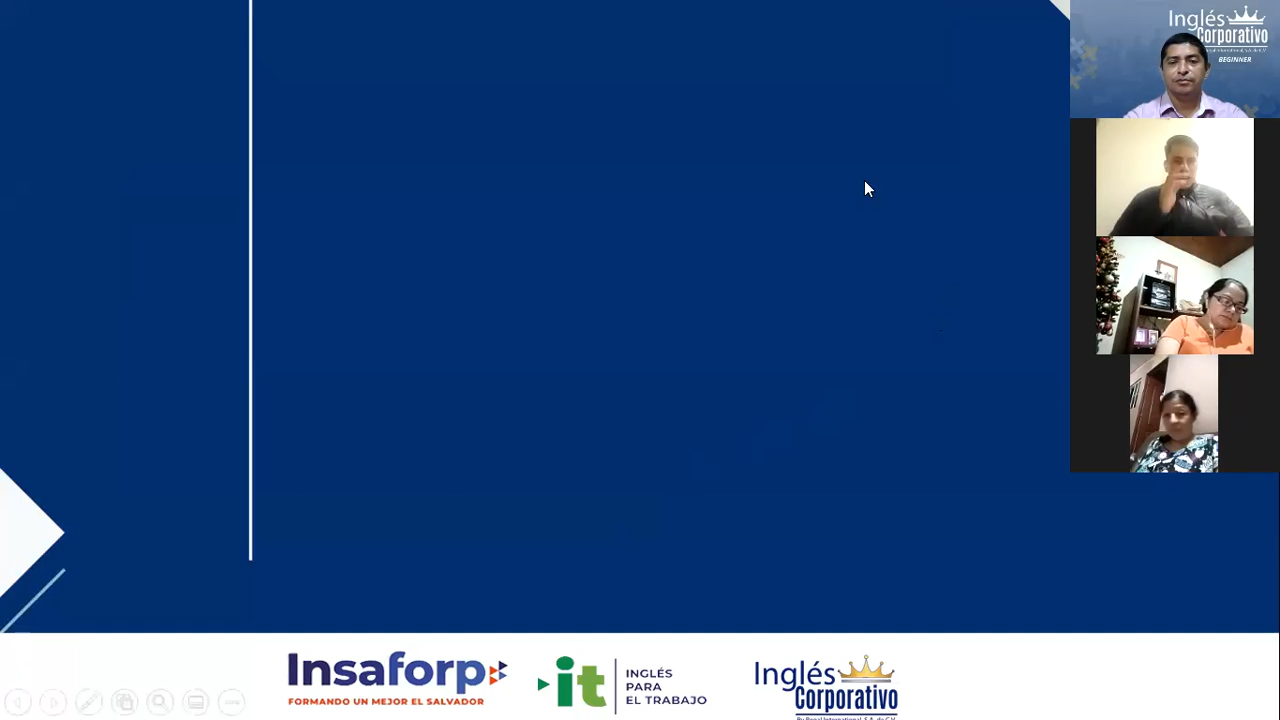 Inglés
Corporativo
BEGINNER
Insaforp
FORMANDO UN MEJOR EL SALVADOR
it
INGLÉS
PARA
EL TRABAJO
Inglés
Corporativo